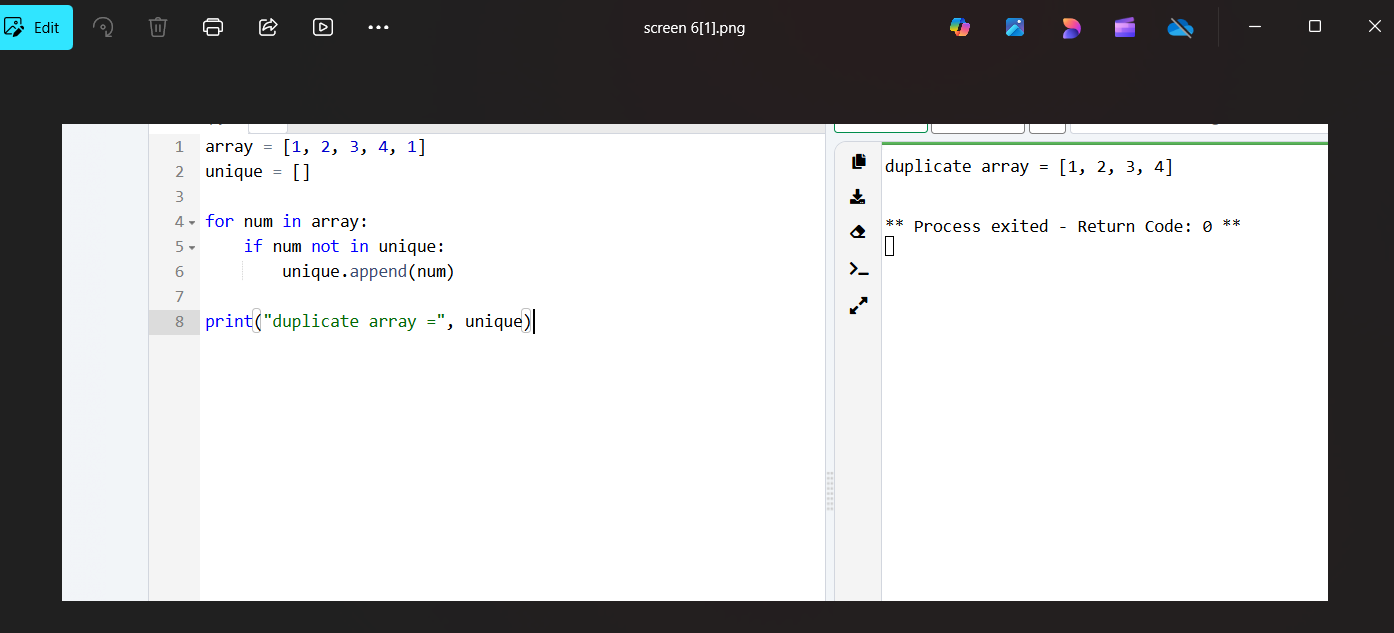 Edit
screen 6[1].png
1 array = [1, 2, 3, 4, 1]
2 unique = []
3
4 for num in array:
5     if num not in unique:
6         unique.append(num)
7
8 print("duplicate array =", unique)
duplicate array = [1, 2, 3, 4]
** Process exited - Return Code: 0 **